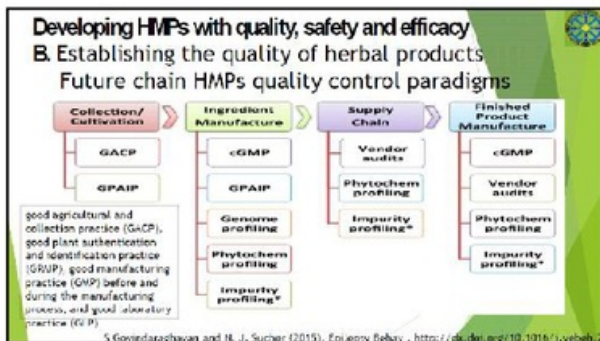 Developing HMPs with quality, safety and efficacy
B. Establishing the quality of herbal products
Future chain HMPs quality control paradigms
Collection/
Cultivation
GACP
GPAIP
Ingredient
Manufacture
cGMP
GPAIP
Genome
profiling
Phytochem
profiling
Impurity
profiling*
Supply
Chain
Vendor
audits
Phytochem
profiling
Impurity
profiling*
Finished
Product
Manufacture
cGMP
Vendor
audits
Phytochem
profiling
Impurity
profiling*
good agricultural and
collection practice (GACP),
good plant authentication
and identification practice
good manufacturing
practice (GMP) before and
during the manufacturing
process, and good laboratory
practice (GLP)
S Govindaraghavan and N. J. Sucher (2015). Epilepsy Behav